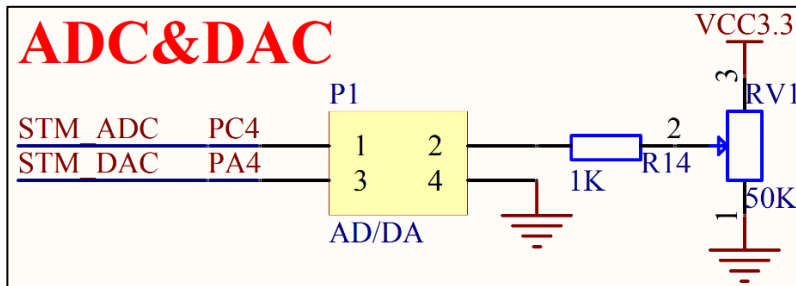 ADC&DAC
VCC3.3
P1
3
RV1
STM_ADC PC4
1 2
2
STM_DAC PA4
3 4
1K
R14
50K
1
AD/DA